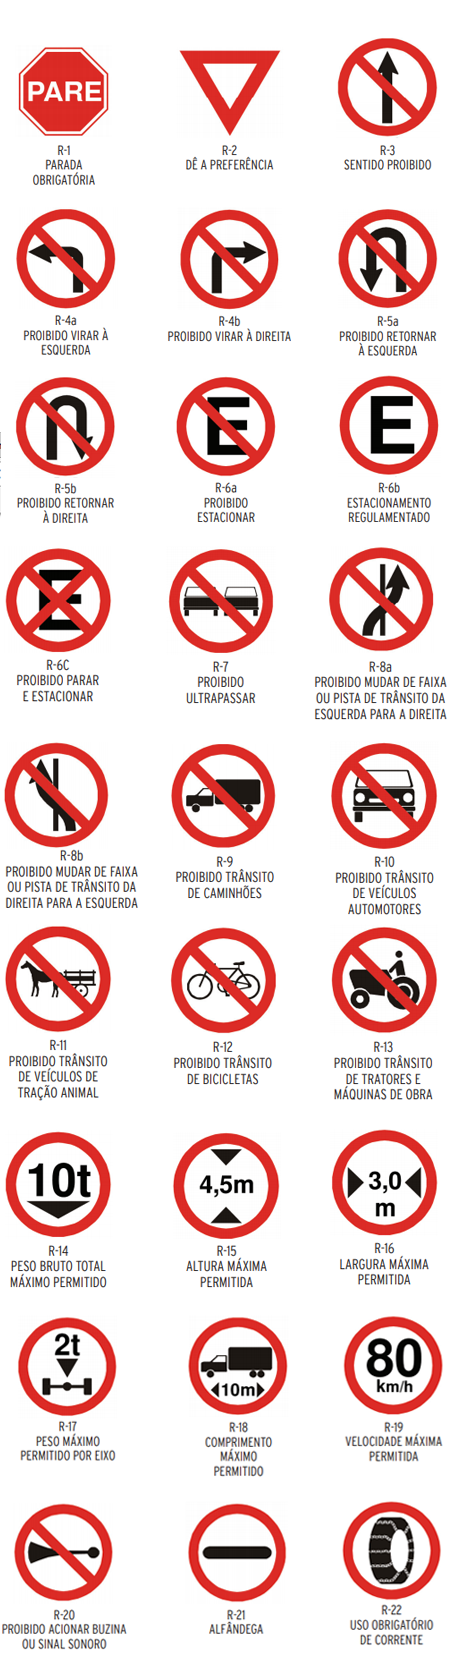 PARE
R-1
PARADA
OBRIGATÓRIA
R-2
DÊ A PREFERÊNCIA
R-3
SENTIDO PROIBIDO
R-4a
PROIBIDO VIRAR À
ESQUERDA
R-4b
PROIBIDO VIRAR À DIREITA
R-5a
PROIBIDO RETORNAR
À ESQUERDA
R-5b
PROIBIDO RETORNAR
À DIREITA
E
R-6a
PROIBIDO
ESTACIONAR
E
R-6b
ESTACIONAMENTO
REGULAMENTADO
E
R-6C
PROIBIDO PARAR
E ESTACIONAR
R-7
PROIBIDO
ULTRAPASSAR
R-8a
PROIBIDO MUDAR DE FAIXA
OU PISTA DE TRÂNSITO DA
ESQUERDA PARA A DIREITA
R-8b
PROIBIDO MUDAR DE FAIXA
OU PISTA DE TRÂNSITO DA
DIREITA PARA A ESQUERDA
R-9
PROIBIDO TRÂNSITO
DE CAMINHÕES
R-10
PROIBIDO TRÂNSITO
DE VEÍCULOS
AUTOMOTORES
R-11
PROIBIDO TRÂNSITO
DE VEÍCULOS DE
TRAÇÃO ANIMAL
R-12
PROIBIDO TRÂNSITO
DE BICICLETAS
R-13
PROIBIDO TRÂNSITO
DE TRATORES E
MÁQUINAS DE OBRA
10t
R-14
PESO BRUTO TOTAL
MÁXIMO PERMITIDO
4,5m
R-15
ALTURA MÁXIMA
PERMITIDA
3,0
m
R-16
LARGURA MÁXIMA
PERMITIDA
2t
R-17
PESO MÁXIMO
PERMITIDO POR EIXO
10m
R-18
COMPRIMENTO
MÁXIMO
PERMITIDO
80
km/h
R-19
VELOCIDADE MÁXIMA
PERMITIDA
R-20
PROIBIDO ACIONAR BUZINA
OU SINAL SONORO
R-21
ALFÂNDEGA
R-22
USO OBRIGATÓRIO
DE CORRENTE